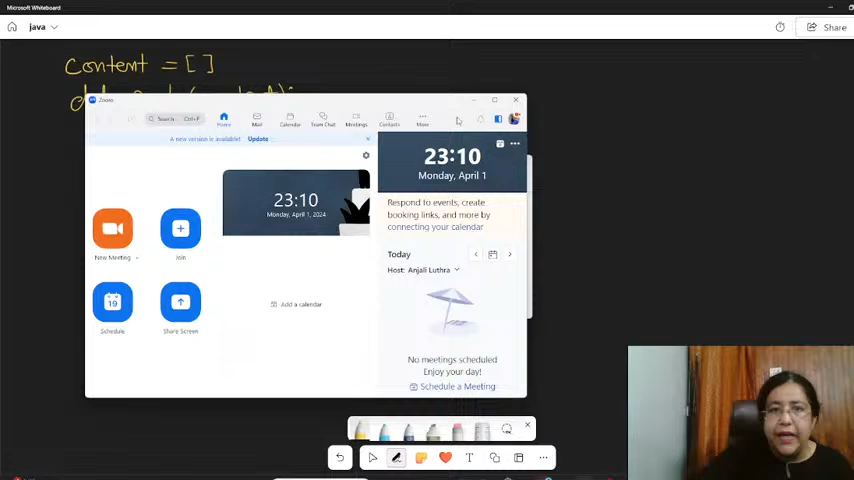 Microsoft Whiteboard
java
Share
content = [ ]
Zoom
Search
Ctrl+F
Home
Mail
Calendar
Team Chat
Meetings
Contacts
More
A new version is available! Update
23:10
Monday, April 1, 2024
New Meeting
Join
19
Schedule
Share Screen
Add a calendar
23:10
Monday, April 1
Respond to events, create
booking links, and more by
connecting your calendar
Today
Host: Anjali Luthra
No meetings scheduled
Enjoy your day!
Schedule a Meeting
T